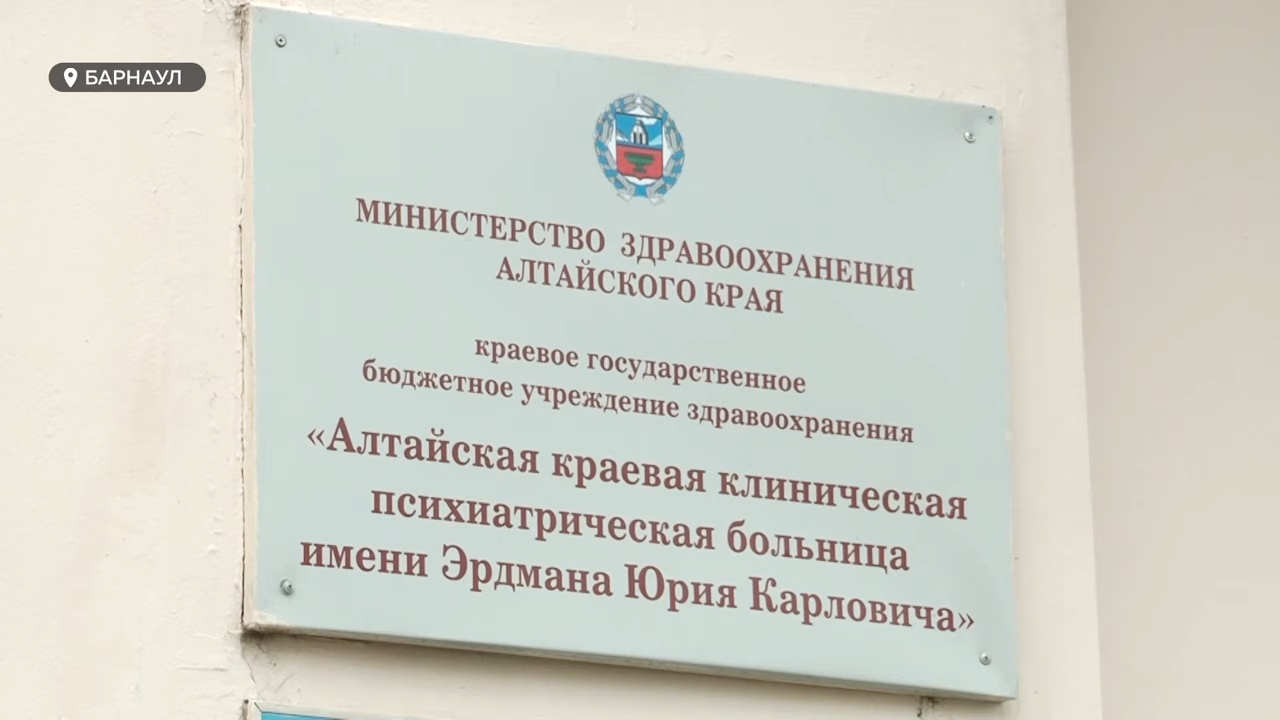 БАРНАУЛ
МИНИСТЕРСТВО ЗДРАВООХРАНЕНИЯ
АЛТАЙСКОГО КРАЯ
краевое государственное
бюджетное учреждение здравоохранения
«Алтайская краевая клиническая
психиатрическая больница
имени Эрдмана Юрия Карловича»